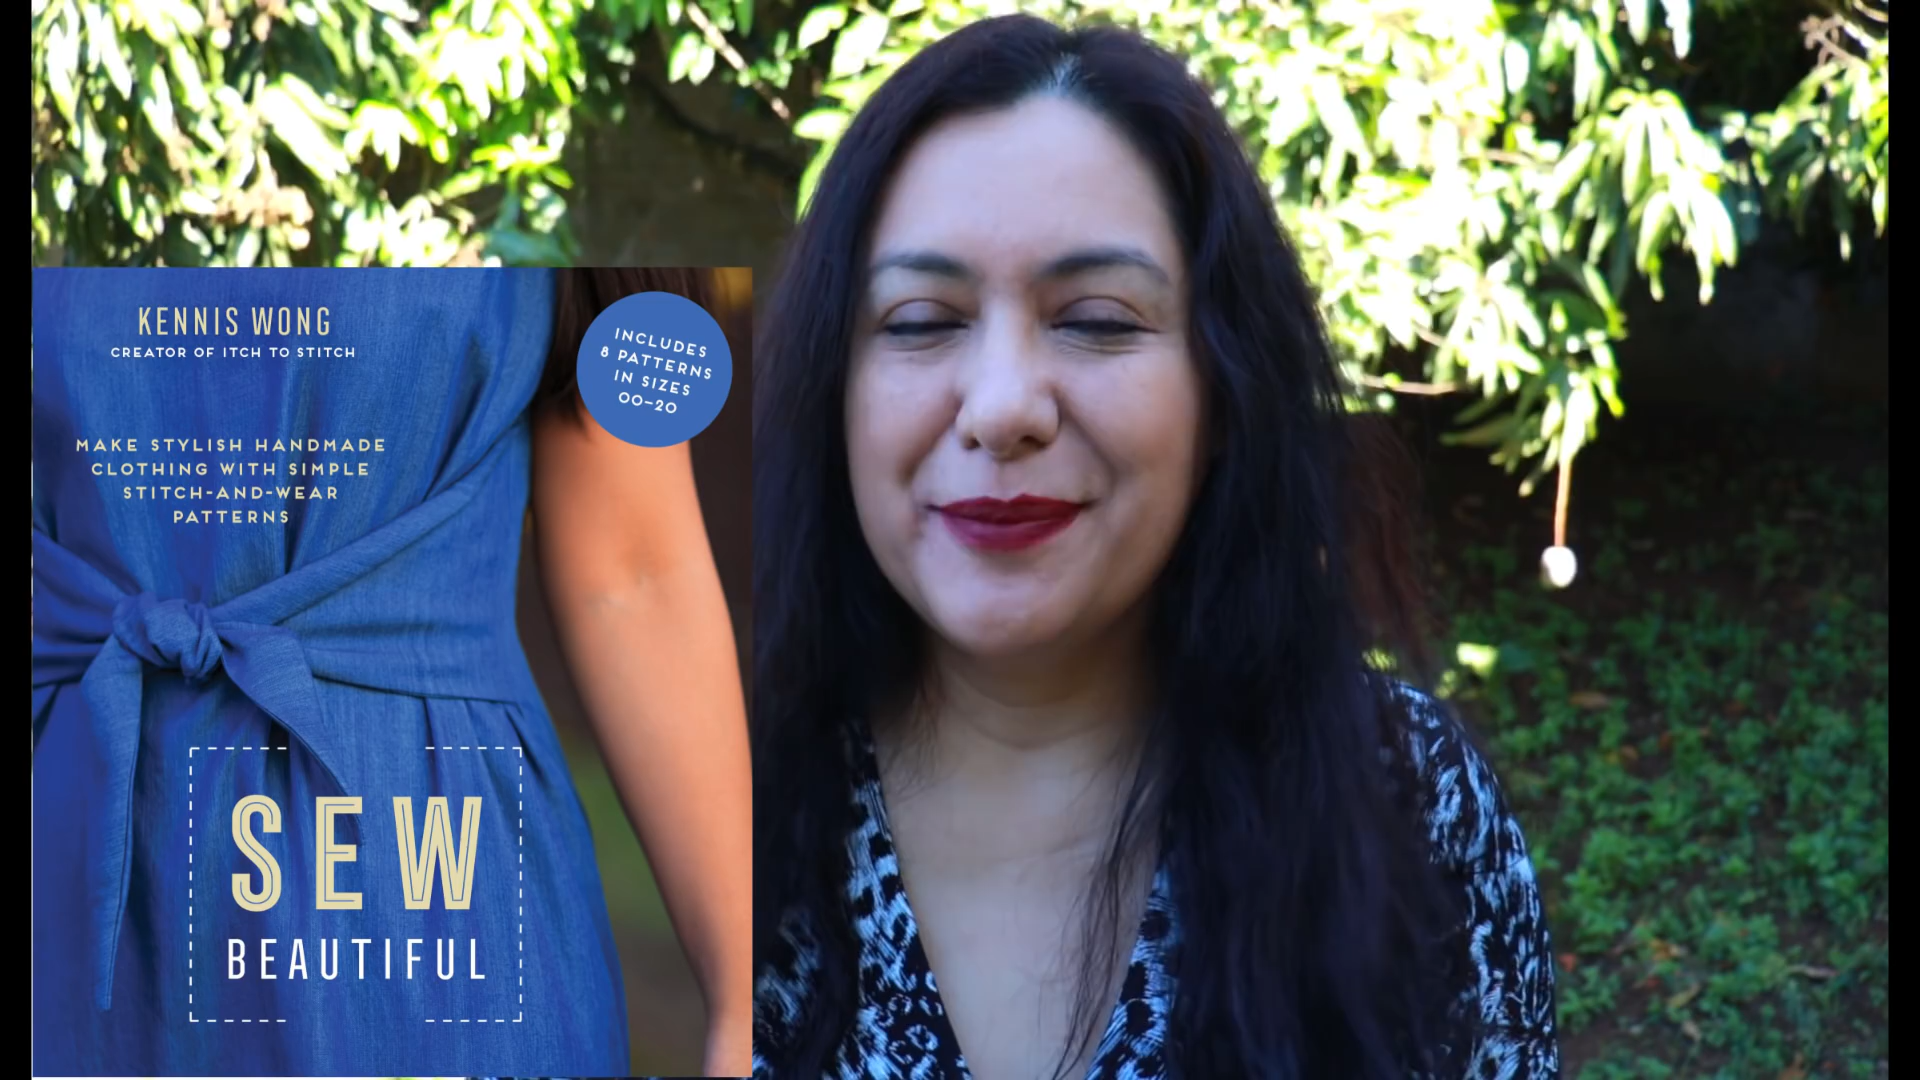 KENNIS WONG
CREATOR OF ITCH TO STITCH
INCLUDES
8 PATTERNS
IN SIZES
00-20
MAKE STYLISH HANDMADE
CLOTHING WITH SIMPLE
STITCH-AND-WEAR
PATTERNS
SEW
BEAUTIFUL